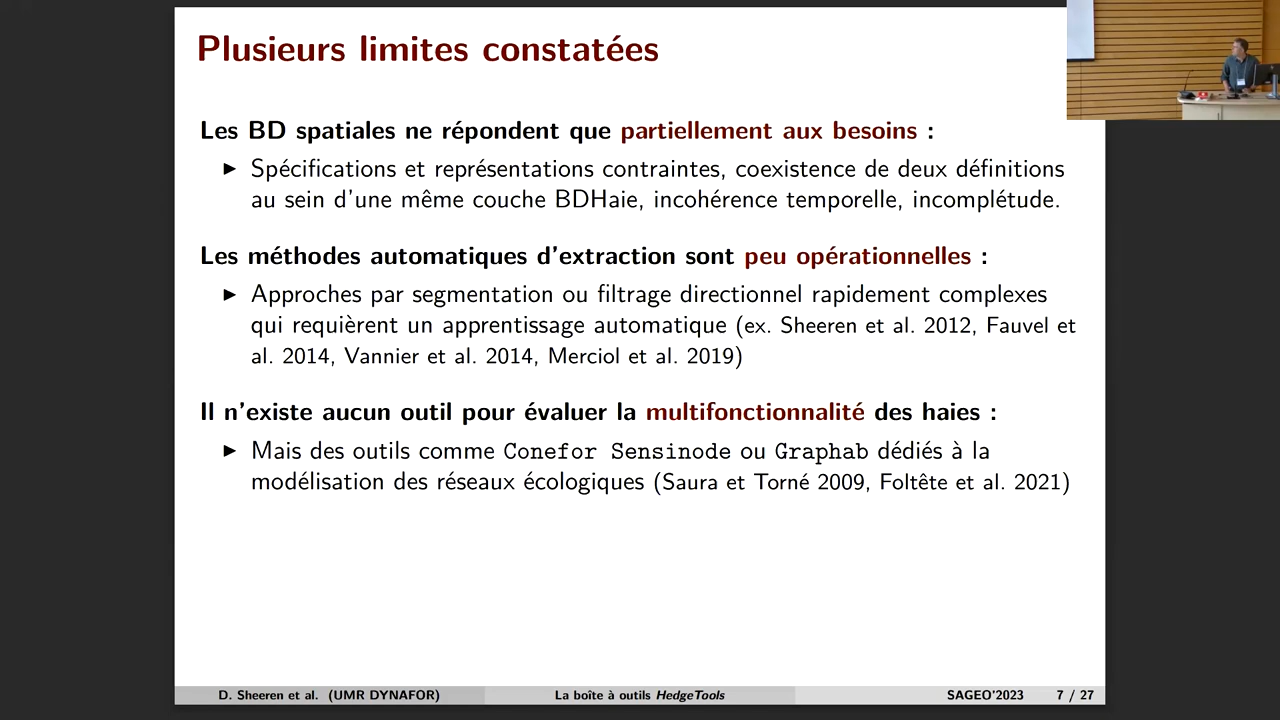 Plusieurs limites constatées
Les BD spatiales ne répondent que partiellement aux besoins :
▶ Spécifications et représentations contraintes, coexistence de deux définitions
au sein d'une même couche BDHaie, incohérence temporelle, incomplétude.
Les méthodes automatiques d'extraction sont peu opérationnelles :
▶ Approches par segmentation ou filtrage directionnel rapidement complexes
qui requièrent un apprentissage automatique (ex. Sheeren et al. 2012, Fauvel et
al. 2014, Vannier et al. 2014, Merciol et al. 2019)
Il n'existe aucun outil pour évaluer la multifonctionnalité des haies :
▶ Mais des outils comme Conefor Sensinode ou Graphab dédiés à la
modélisation des réseaux écologiques (Saura et Torné 2009, Foltête et al. 2021)
D. Sheeren et al. (UMR DYNAFOR) La boîte à outils HedgeTools SAGEO'2023 7 / 27